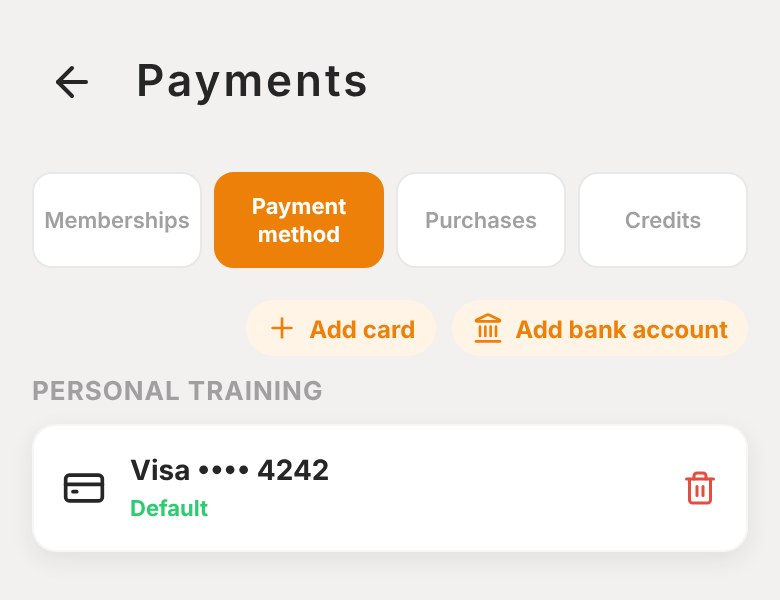 Payments
Memberships
Payment
method
Purchases
Credits
Add card
Add bank account
PERSONAL TRAINING
Visa •••• 4242
Default